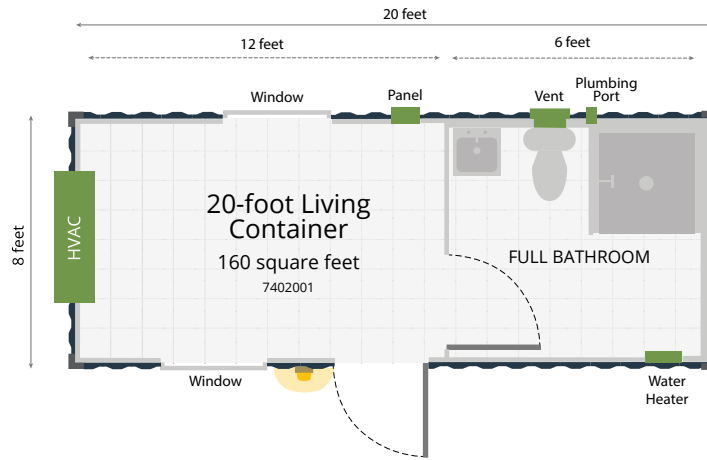 20 feet
12 feet
6 feet
Window
Panel
Vent
Plumbing
Port
8 feet
HVAC
20-foot Living
Container
160 square feet
7402001
FULL BATHROOM
Window
Water
Heater